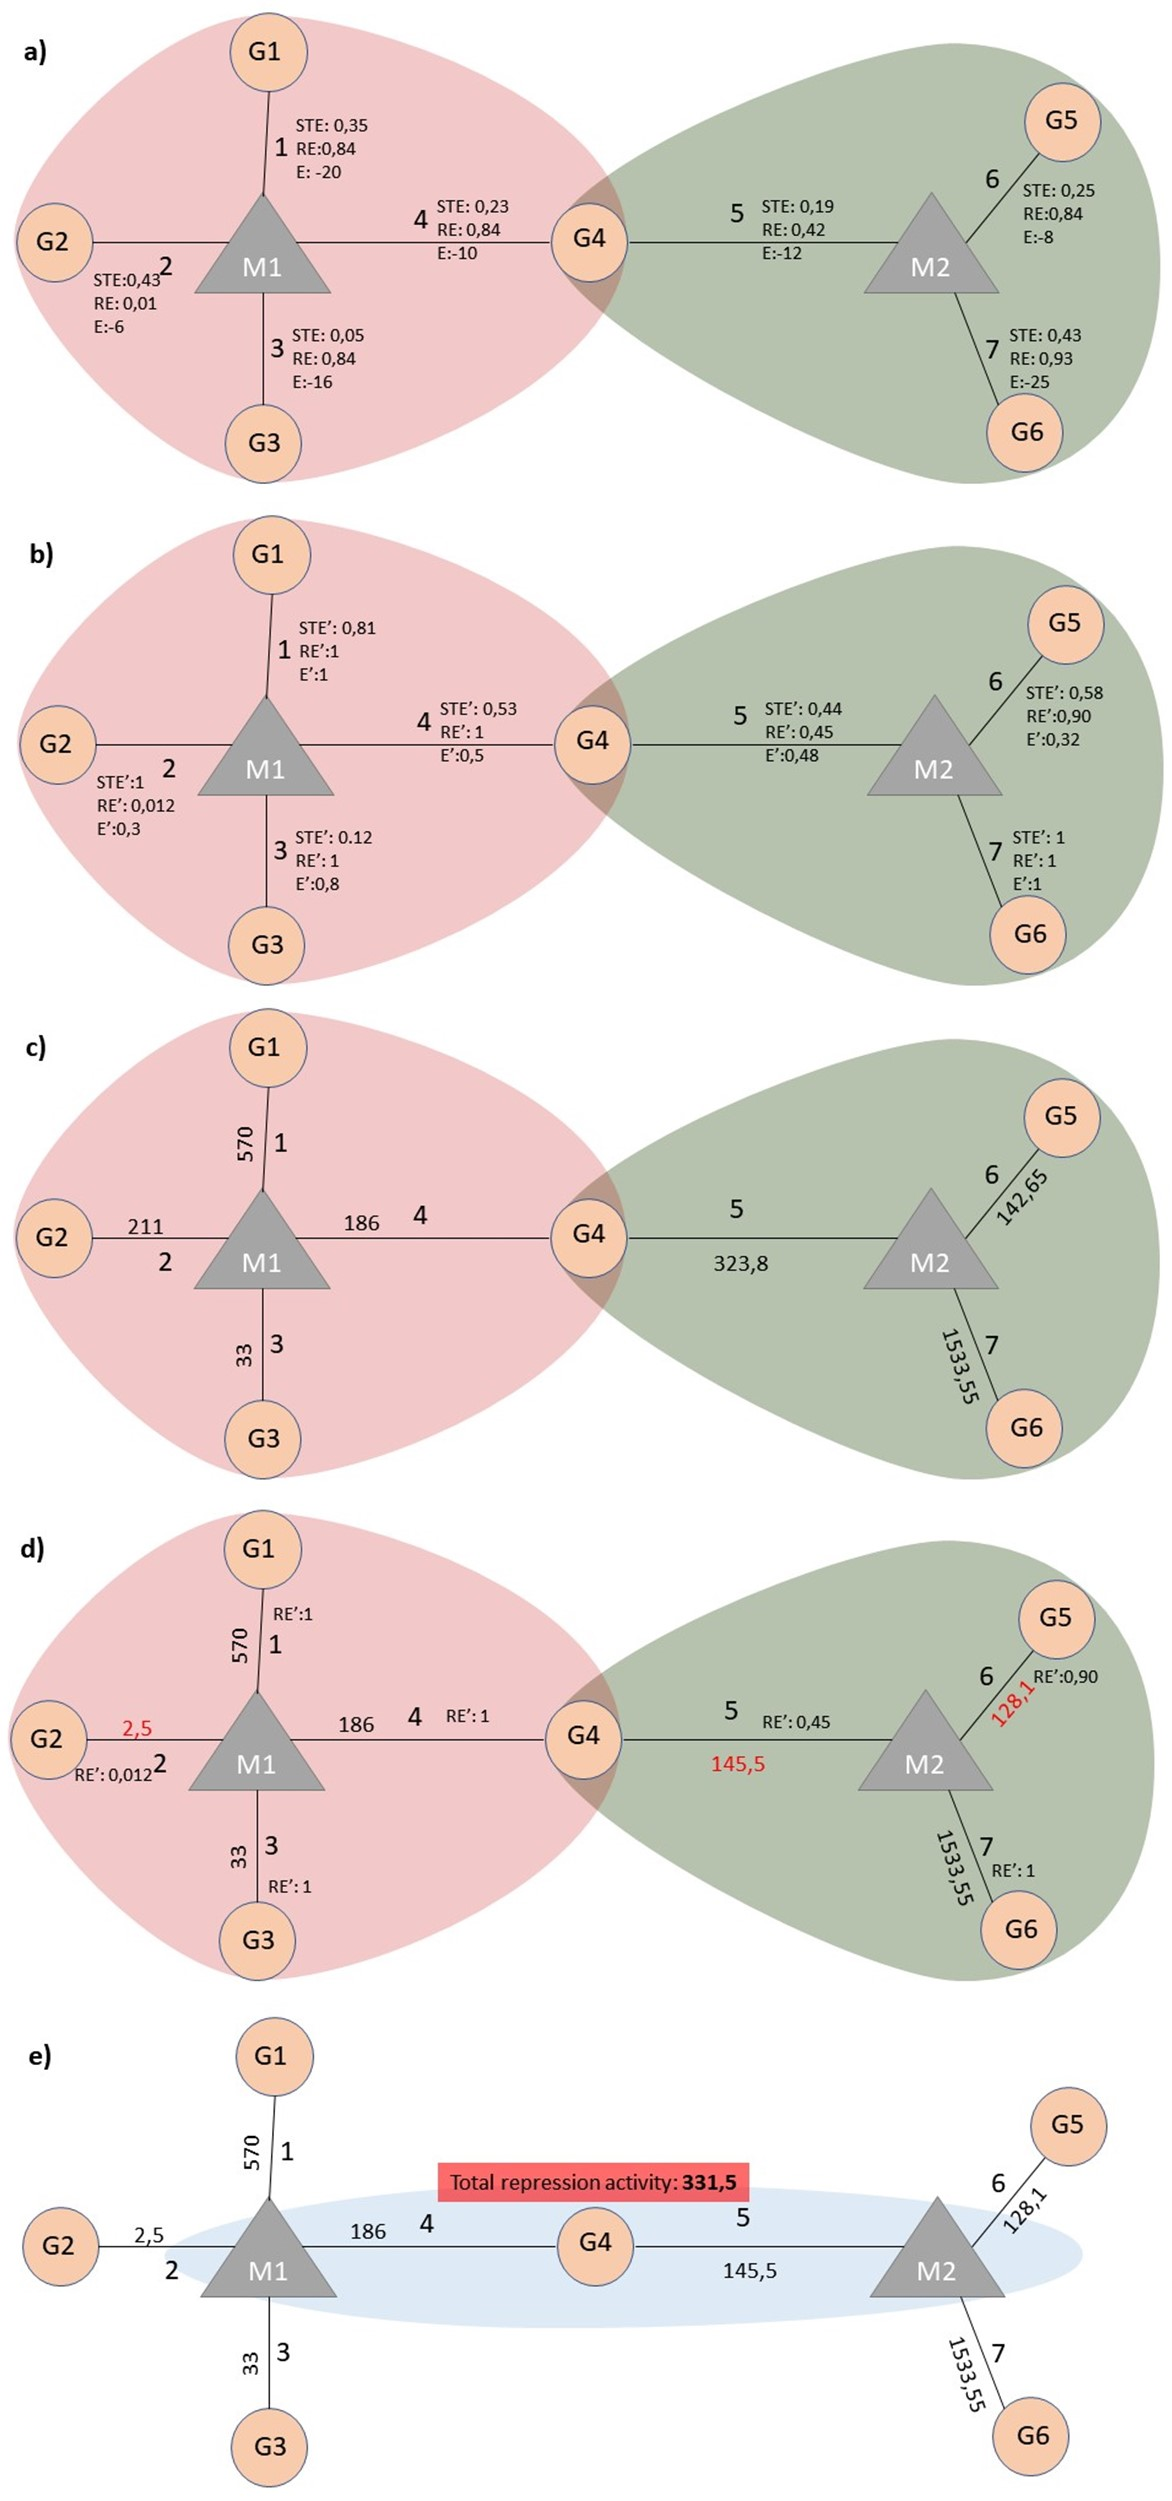 a)
G1
1
STE: 0,35
RE:0,84
E: -20
G2
2
STE:0,43
RE: 0,01
E:-6
M1
3
STE: 0,05
RE: 0,84
E:-16
G3
4
STE: 0,23
RE: 0,84
E:-10
G4
5
STE: 0,19
RE: 0,42
E:-12
M2
6
G5
STE: 0,25
RE:0,84
E:-8
7
STE: 0,43
RE: 0,93
E:-25
G6
b)
G1
1
STE’: 0,81
RE’:1
E’:1
G2
2
STE’:1
RE’: 0,012
E’:0,3
M1
3
STE’: 0.12
RE’: 1
E’:0,8
G3
4
STE’: 0,53
RE’: 1
E’:0,5
G4
5
STE’: 0,44
RE’: 0,45
E’:0,48
M2
6
G5
STE’: 0,58
RE’:0,90
E’:0,32
7
STE’: 1
RE’: 1
E’:1
G6
c)
G1
570
1
G2
211
2
M1
33
3
G3
186
4
G4
5
323,8
M2
6
142,65
G5
7
1533,55
G6
d)
G1
RE’:1
570
1
G2
2,5
RE’: 0,012
2
M1
33
3
RE’: 1
G3
186
4
RE’: 1
G4
5
RE’: 0,45
145,5
M2
6
128,1
RE’:0,90
G5
7
1533,55
RE’: 1
G6
e)
G1
570
1
Total repression activity: 331,5
G2
2,5
2
M1
33
3
G3
186
4
G4
5
145,5
M2
6
128,1
G5
7
1533,55
G6